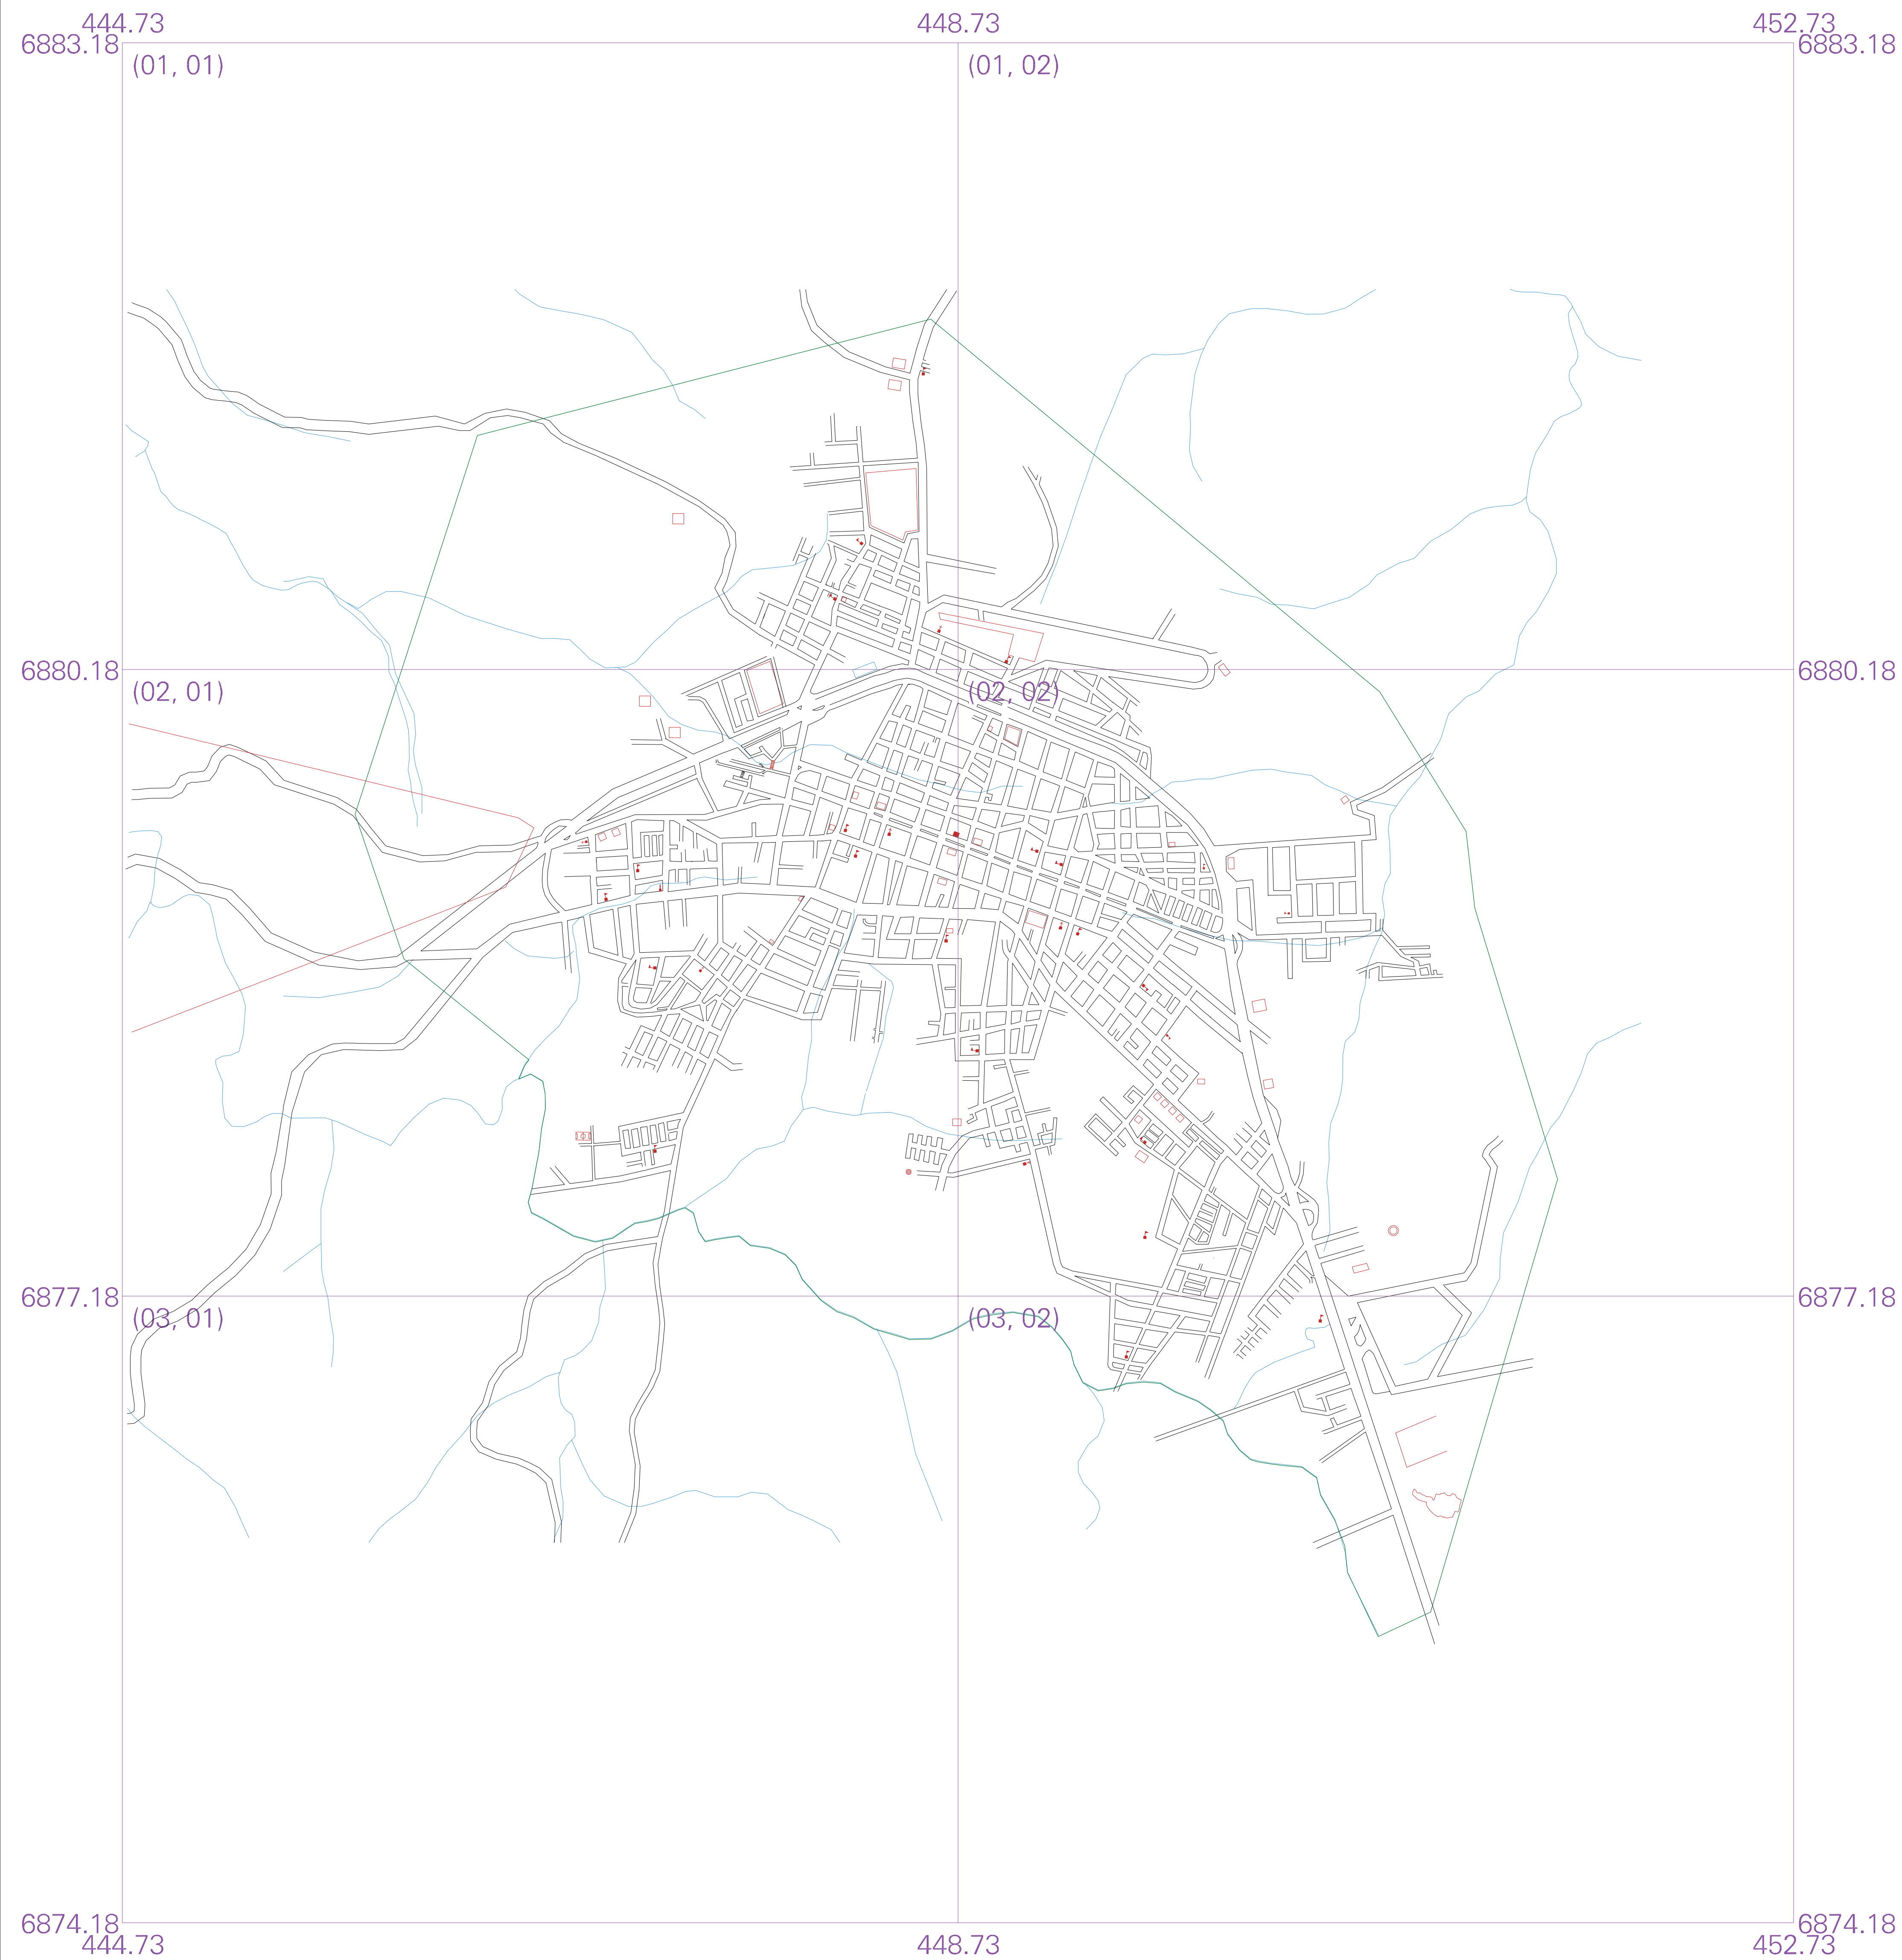 444.73 448.73 452.73
6883.18 6883.18
(01, 01) (01, 02)
6880.18 6880.18
(02, 01) (02, 02)
6877.18 6877.18
(03, 01) (03, 02)
6874.18 6874.18
444.73 448.73 452.73